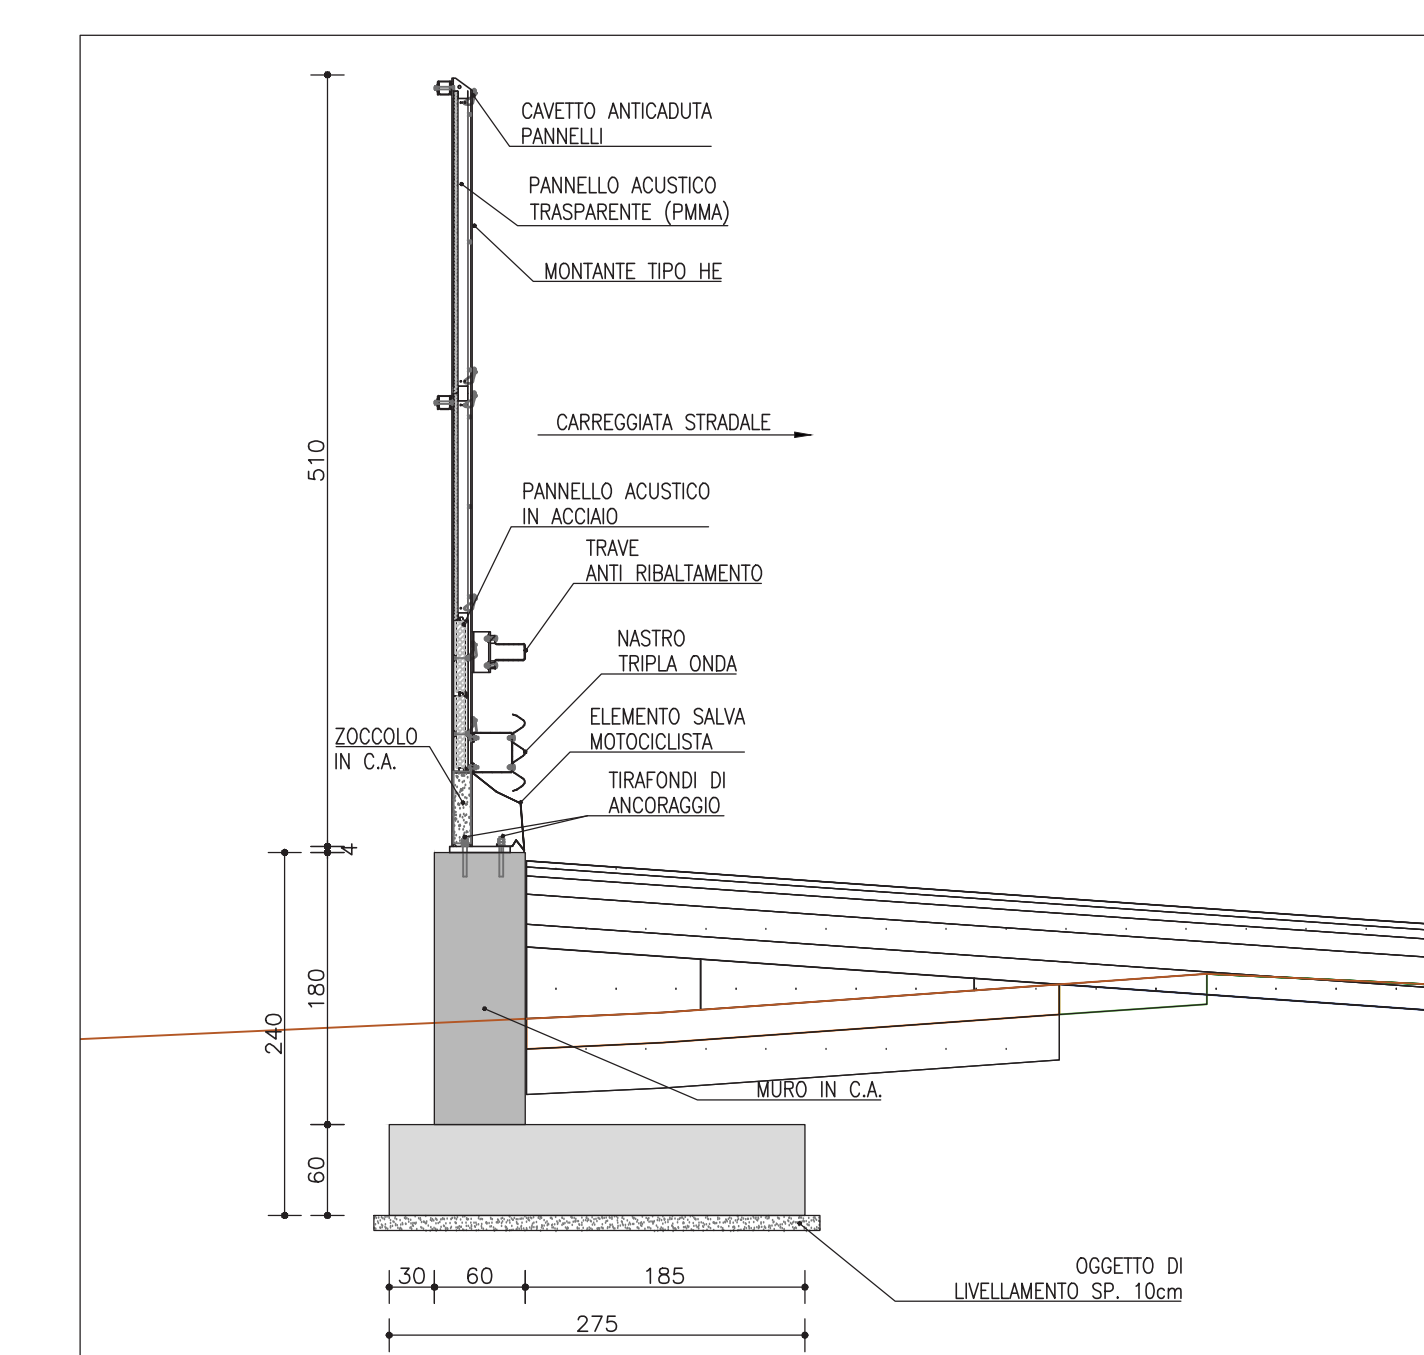 CAVETTO ANTICADUTA
PANNELLI
PANNELLO ACUSTICO
TRASPARENTE (PMMA)
MONTANTE TIPO HE
CARREGGIATA STRADALE
510
PANNELLO ACUSTICO
IN ACCIAIO
TRAVE
ANTI RIBALTAMENTO
NASTRO
TRIPLA ONDA
ELEMENTO SALVA
MOTOCICLISTA
ZOCCOLO
IN C.A.
TIRAFONDI DI
ANCORAGGIO
4
180
240
MURO IN C.A.
60
OGGETTO DI
LIVELLAMENTO SP. 10cm
30 60 185
275